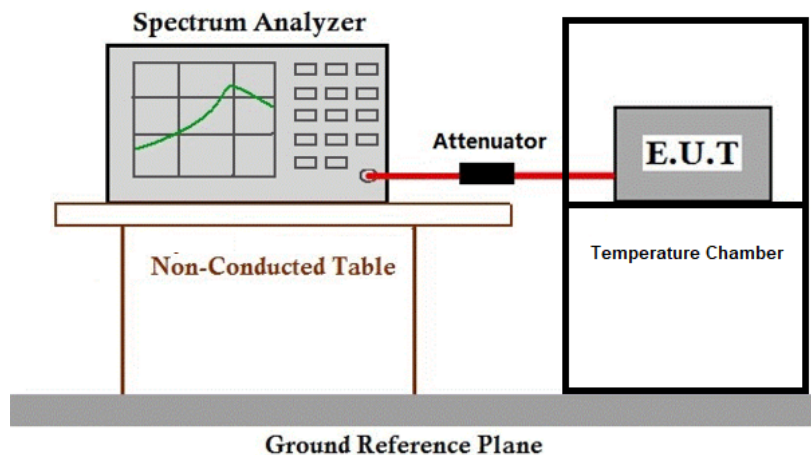 Spectrum Analyzer
Attenuator
E.U.T
Non-Conducted Table
Temperature Chamber
Ground Reference Plane